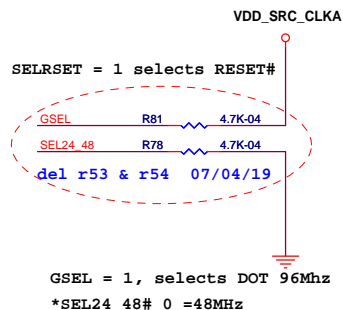 VDD_SRC_CLKA
SELRSET = 1 selects RESET#
GSEL R81 4.7K-04
SEL24_48 R78 4.7K-04
del r53 & r54 07/04/19
GSEL = 1, selects DOT 96Mhz
*SEL24 48# 0 =48MHz